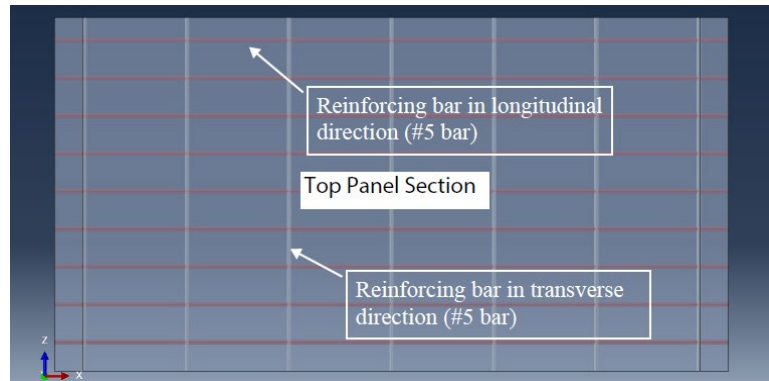 Reinforcing bar in longitudinal
direction (#5 bar)
Top Panel Section
Reinforcing bar in transverse
direction (#5 bar)
z
x